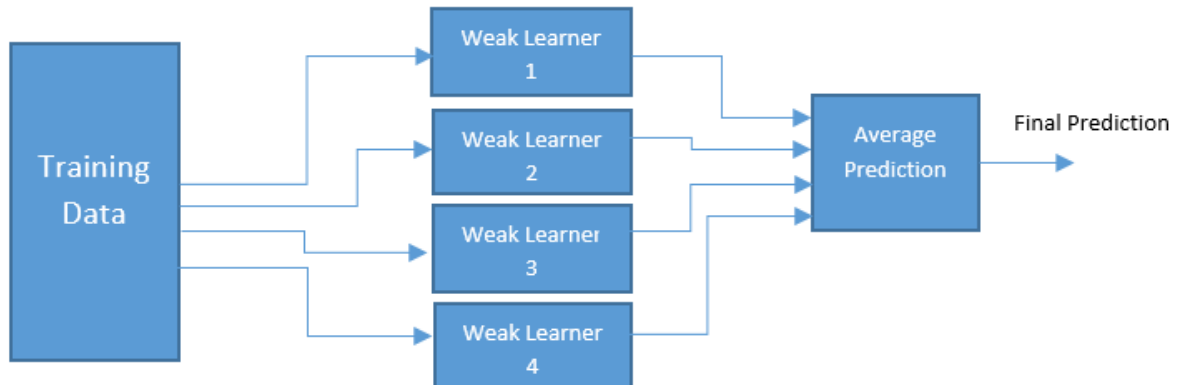 Training
Data
Weak Learner
1
Weak Learner
2
Weak Learner
3
Weak Learner
4
Average
Prediction
Final Prediction